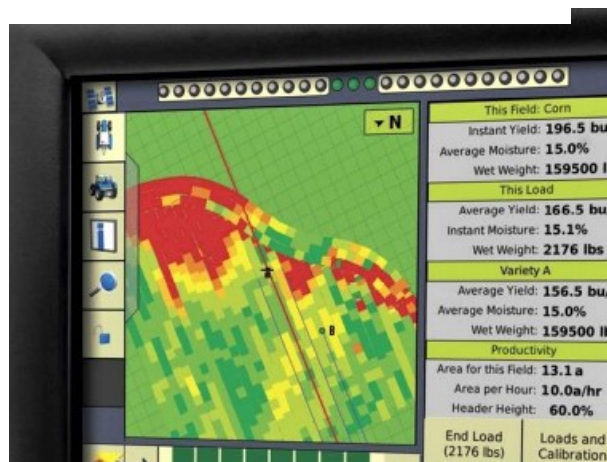 N
B
This Field: Corn
Instant Yield: 196.5 bu
Average Moisture: 15.0%
Wet Weight: 159500 l
This Load
Average Yield: 166.5 bu
Instant Moisture: 15.1%
Wet Weight: 2176 lbs
Variety A
Average Yield: 156.5 bu/
Average Moisture: 15.0%
Wet Weight: 159500 l
Productivity
Area for this Field: 13.1 a
Area per Hour: 10.0a/hr
Header Height: 60.0%
End Load
(2176 lbs)
Loads and
Calibration